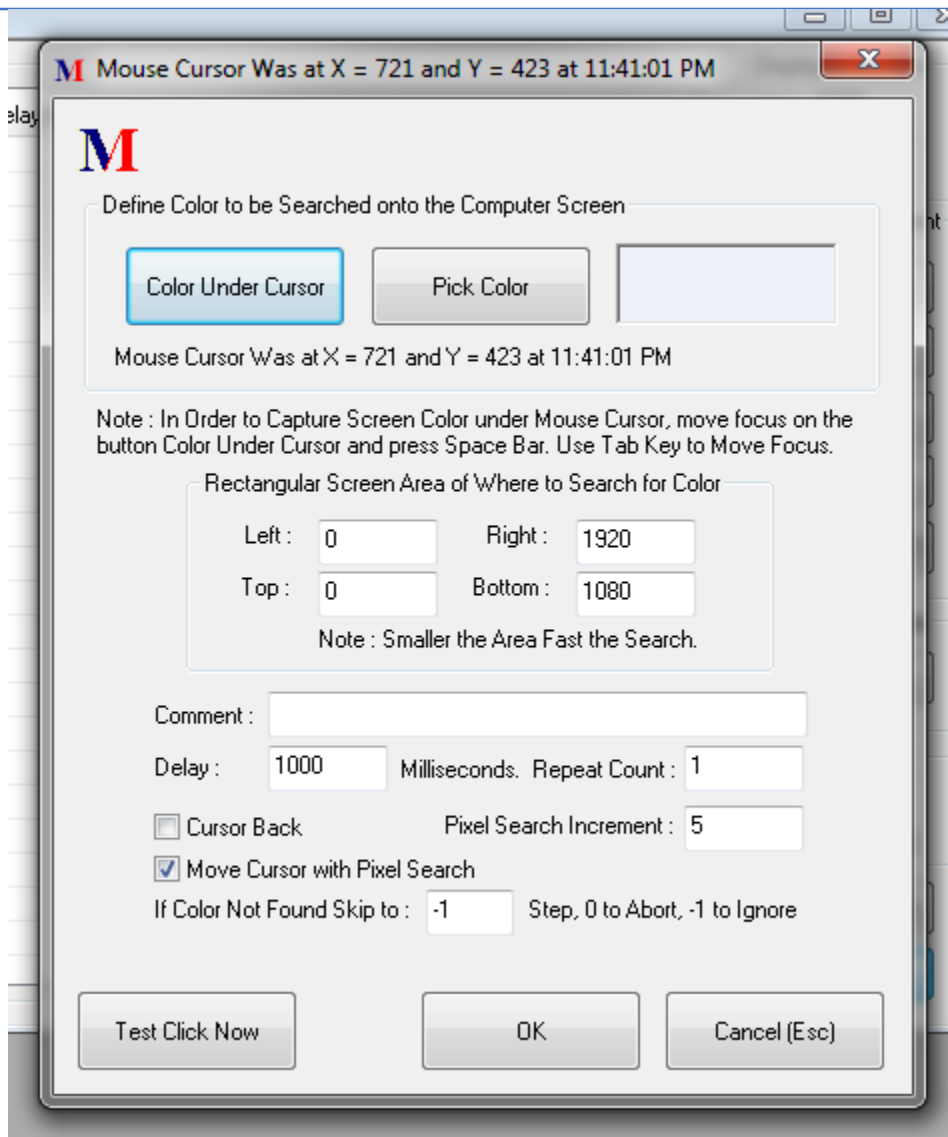 M Mouse Cursor Was at X = 721 and Y = 423 at 11:41:01 PM
elay
M
Define Color to be Searched onto the Computer Screen
nt
Color Under Cursor Pick Color
Mouse Cursor Was at X = 721 and Y = 423 at 11:41:01 PM
Note : In Order to Capture Screen Color under Mouse Cursor, move focus on the
button Color Under Cursor and press Space Bar. Use Tab Key to Move Focus.
Rectangular Screen Area of Where to Search for Color
Left : 0 Right : 1920
Top : 0 Bottom : 1080
Note : Smaller the Area Fast the Search.
Comment :
Delay : 1000 Milliseconds. Repeat Count : 1
Cursor Back Pixel Search Increment : 5
Move Cursor with Pixel Search
If Color Not Found Skip to : -1 Step, 0 to Abort, -1 to Ignore
Test Click Now OK Cancel (Esc)